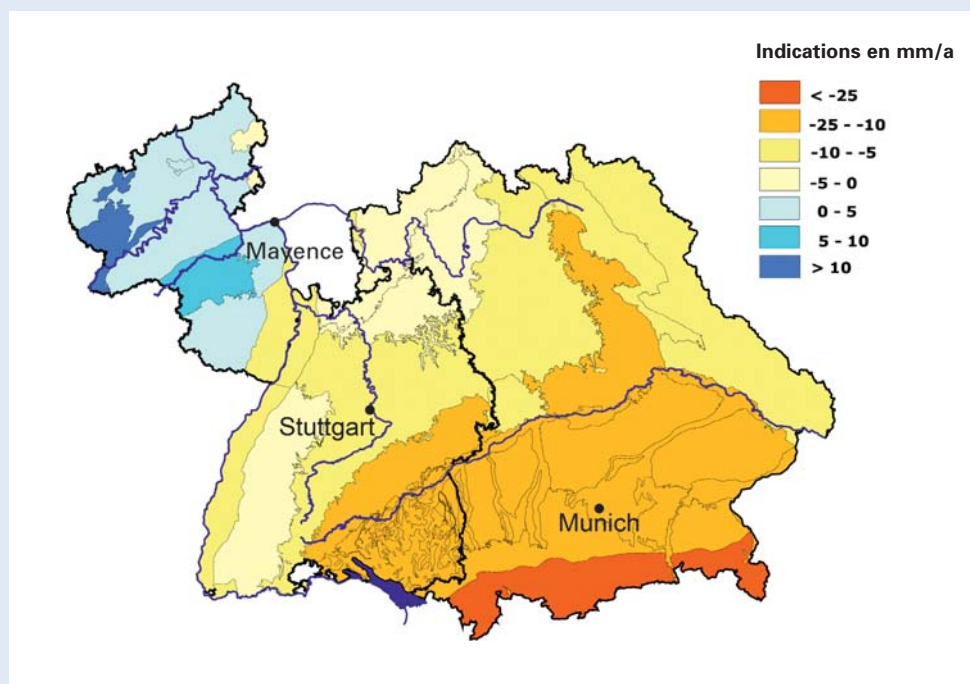 Indications en mm/a
< -25
-25 - -10
-10 - -5
-5 - 0
0 - 5
5 - 10
> 10
Mayence
Stuttgart
Munich